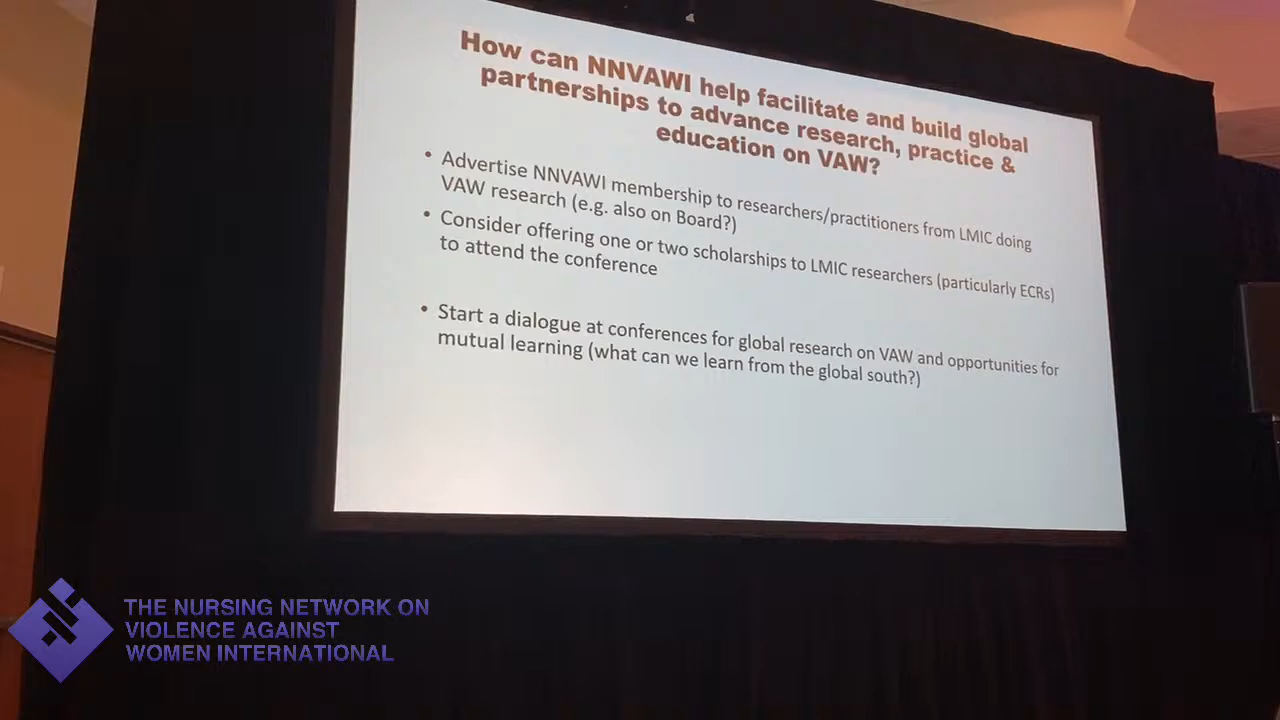 How can NNVAWI help facilitate and build global
partnerships to advance research, practice &
education on VAW?
• Advertise NNVAWI membership to researchers/practitioners from LMIC doing
VAW research (e.g. also on Board?)
• Consider offering one or two scholarships to LMIC researchers (particularly ECRs)
to attend the conference
• Start a dialogue at conferences for global research on VAW and opportunities for
mutual learning (what can we learn from the global south?)
THE NURSING NETWORK ON
VIOLENCE AGAINST
WOMEN INTERNATIONAL